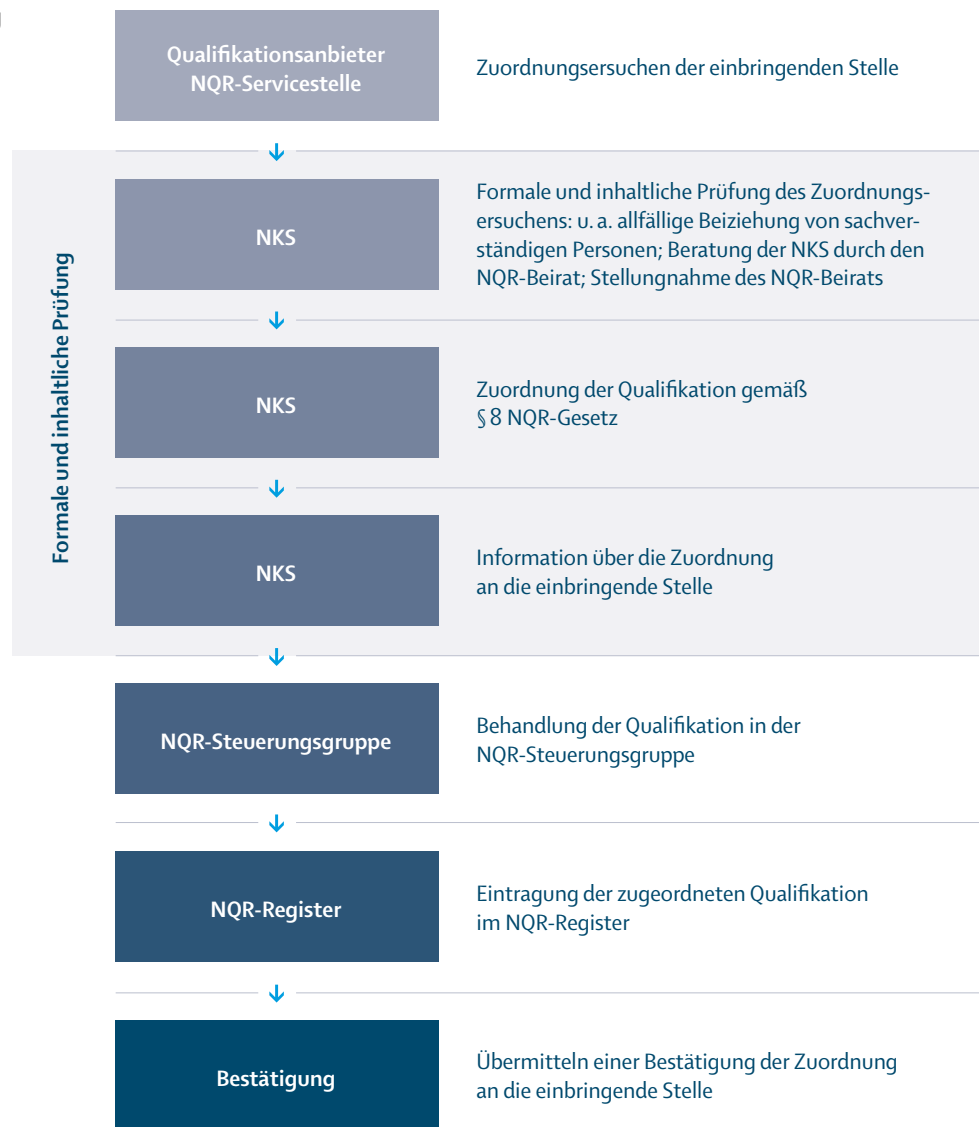 Qualifikationsanbieter
NQR-Servicestelle
Zuordnungsersuchen der einbringenden Stelle
Formale und inhaltliche Prüfung
NKS
Formale und inhaltliche Prüfung des Zuordnungs-
ersuchens: u. a. allfällige Beiziehung von sachver-
ständigen Personen; Beratung der NKS durch den
NQR-Beirat; Stellungnahme des NQR-Beirats
NKS
Zuordnung der Qualifikation gemäß
§ 8 NQR-Gesetz
NKS
Information über die Zuordnung
an die einbringende Stelle
NQR-Steuerungsgruppe
Behandlung der Qualifikation in der
NQR-Steuerungsgruppe
NQR-Register
Eintragung der zugeordneten Qualifikation
im NQR-Register
Bestätigung
Übermitteln einer Bestätigung der Zuordnung
an die einbringende Stelle